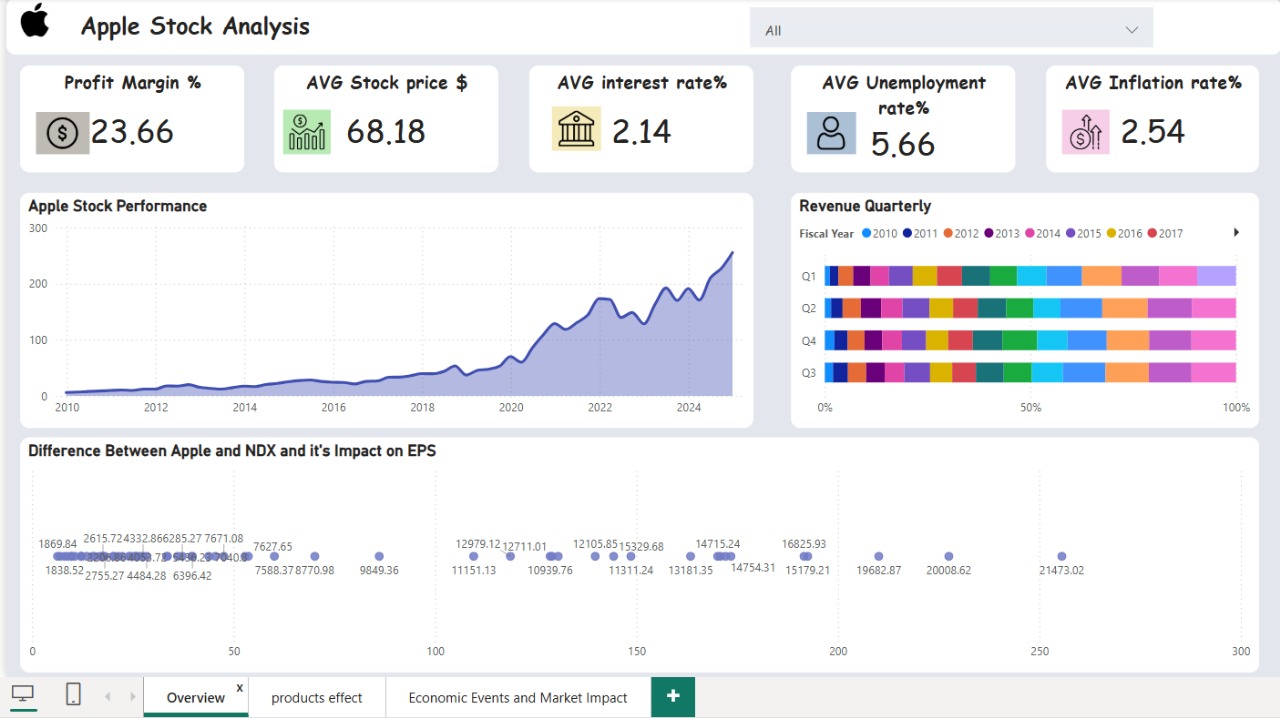 Apple Stock Analysis
All
Profit Margin %
23.66
AVG Stock price $
68.18
AVG interest rate%
2.14
AVG Unemployment
rate%
5.66
AVG Inflation rate%
2.54
Apple Stock Performance
300
200
100
0
2010 2012 2014 2016 2018 2020 2022 2024
Revenue Quarterly
Fiscal Year 2010 2011 2012 2013 2014 2015 2016 2017
Q1
Q2
Q4
Q3
0% 50% 100%
Difference Between Apple and NDX and it's Impact on EPS
1869.84 2615.72 4332.86 6285.27 7671.08 7627.65 12979.12 12711.01 12105.85 15329.68 14715.24 16825.93
1838.52 2755.27 4484.28 6396.42 7588.37 8770.98 9849.36 11151.13 10939.76 11311.24 13181.35 14754.31 15179.21 19682.87 20008.62 21473.02
0 50 100 150 200 250 300
Overview x products effect Economic Events and Market Impact +